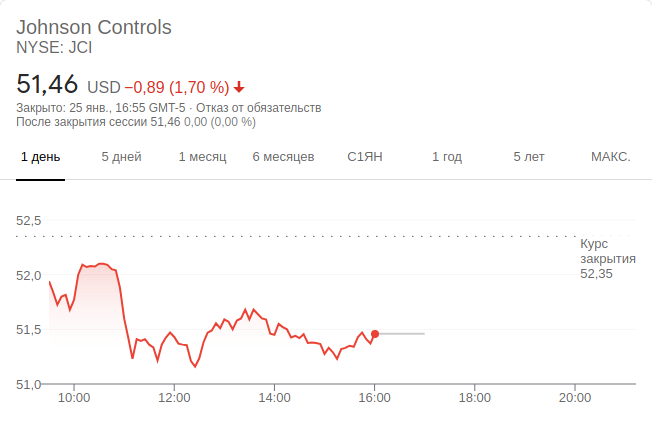 Johnson Controls
NYSE: JCI
51,46 USD −0,89 (1,70 %)
Закрыто: 25 янв., 16:55 GMT-5 · Отказ от обязательств
После закрытия сессии 51,46 0,00 (0,00 %)
1 день 5 дней 1 месяц 6 месяцев С1ЯН 1 год 5 лет МАКС.
52,5
Курс
закрытия
52,35
52,0
51,5
51,0
10:00 12:00 14:00 16:00 18:00 20:00